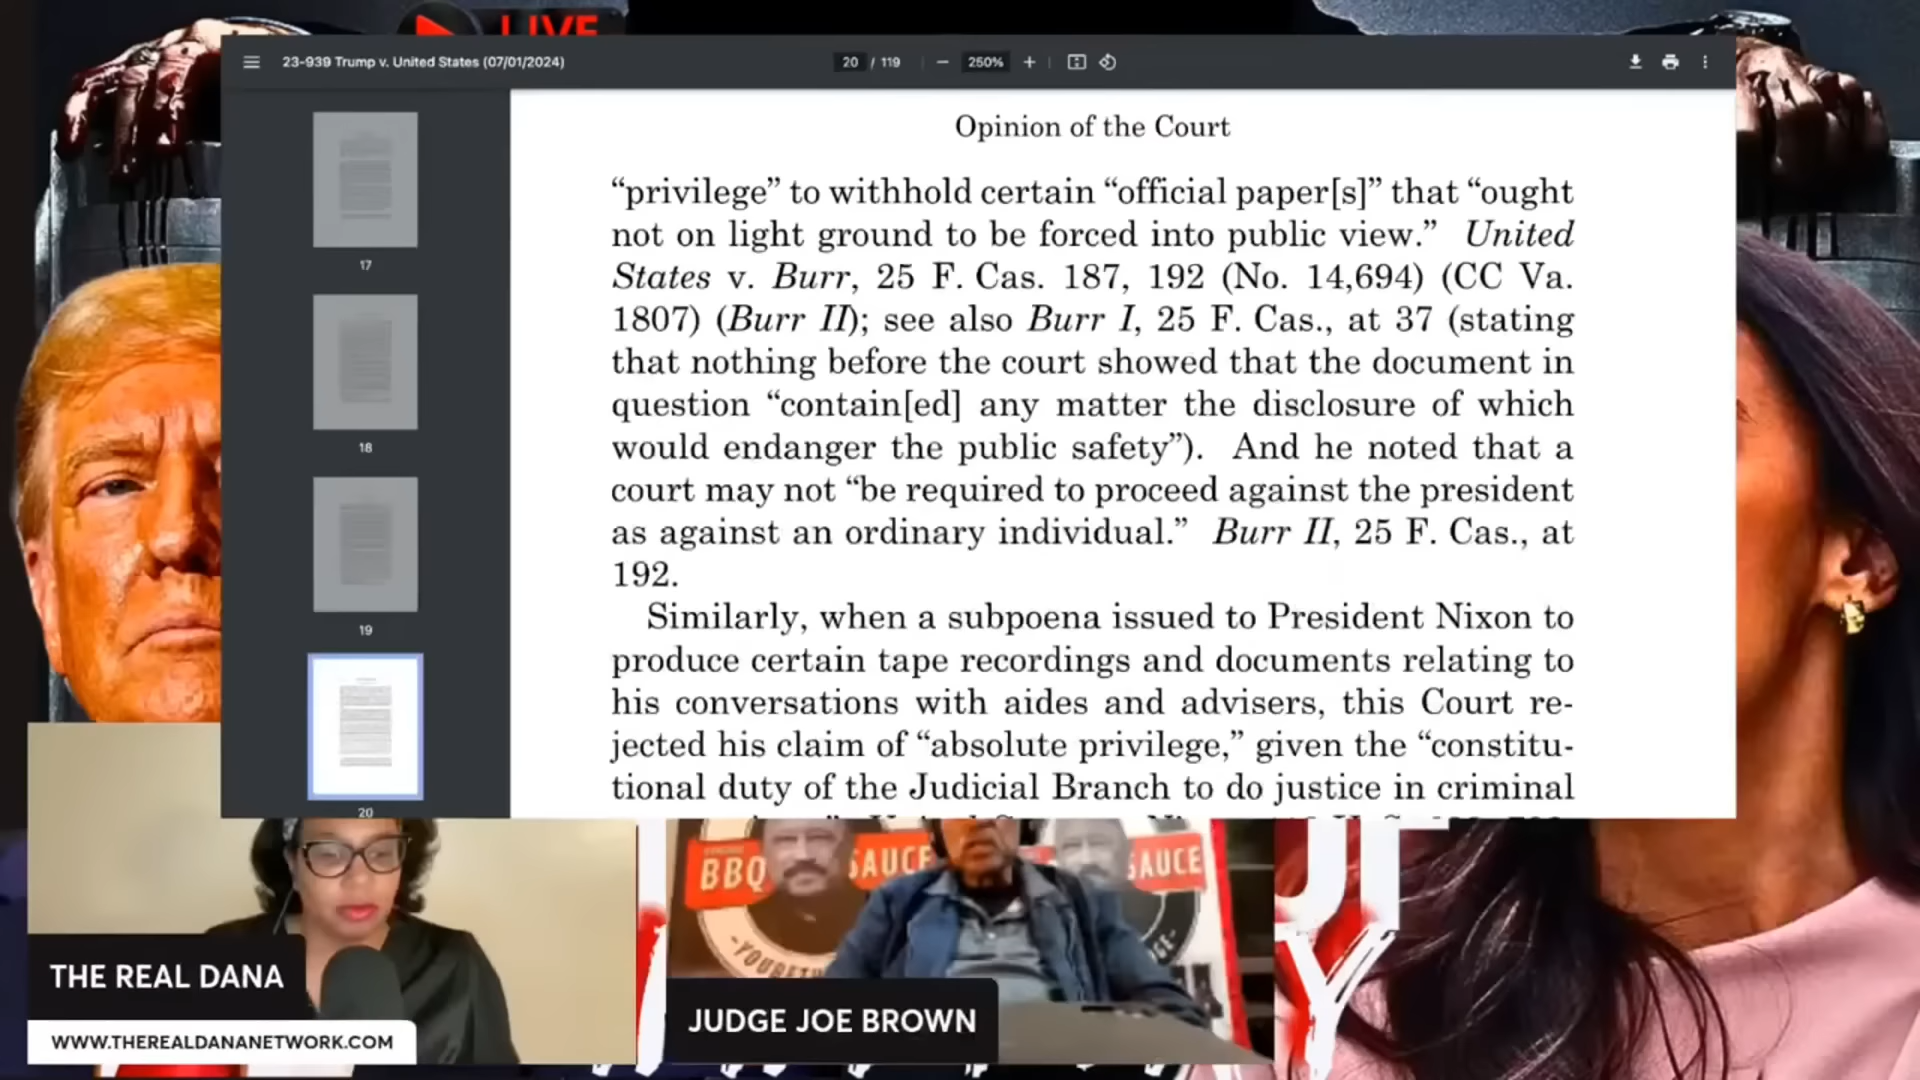 LIVE
23-939 Trump v. United States (07/01/2024)
20 / 119
250%
17
18
19
20
Opinion of the Court
“privilege” to withhold certain “official paper[s]” that “ought
not on light ground to be forced into public view.” United
States v. Burr, 25 F. Cas. 187, 192 (No. 14,694) (CC Va.
1807) (Burr II); see also Burr I, 25 F. Cas., at 37 (stating
that nothing before the court showed that the document in
question “contain[ed] any matter the disclosure of which
would endanger the public safety”). And he noted that a
court may not “be required to proceed against the president
as against an ordinary individual.” Burr II, 25 F. Cas., at
192.
Similarly, when a subpoena issued to President Nixon to
produce certain tape recordings and documents relating to
his conversations with aides and advisers, this Court re-
jected his claim of “absolute privilege,” given the “constitu-
tional duty of the Judicial Branch to do justice in criminal
BBQ SAUCE
SAUCE
THE REAL DANA
WWW.THEREALDANANETWORK.COM
JUDGE JOE BROWN